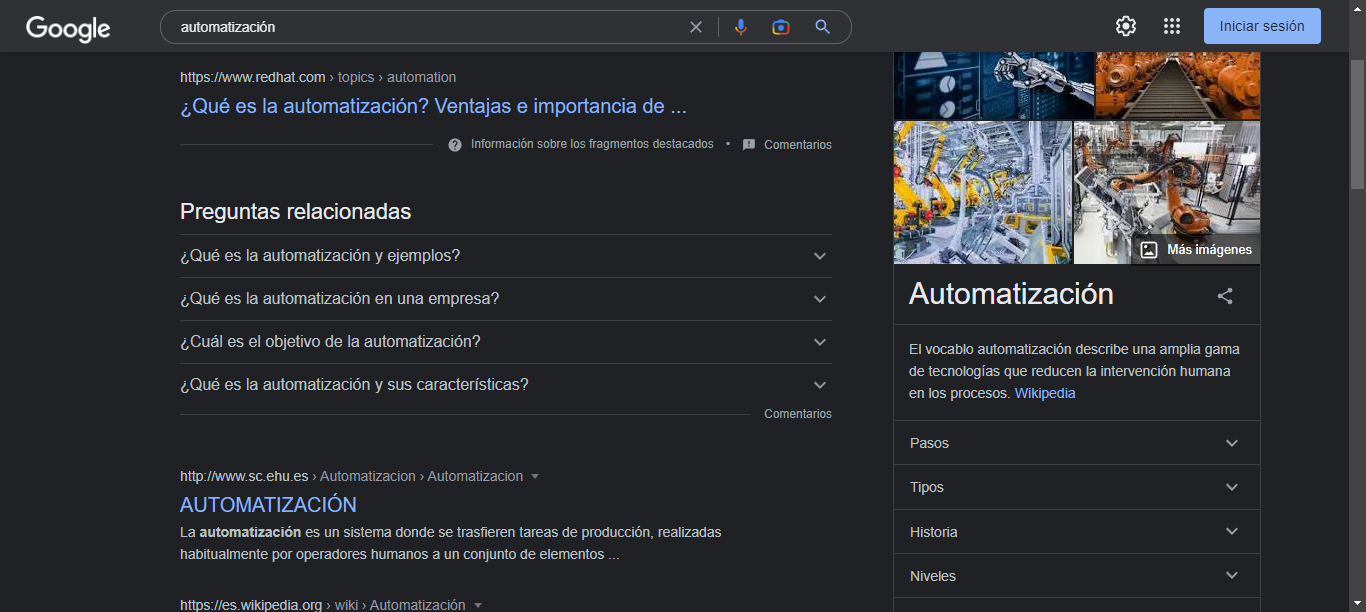 Google
automatización
Iniciar sesión
https://www.redhat.com › topics › automation
¿Qué es la automatización? Ventajas e importancia de ...
Información sobre los fragmentos destacados • Comentarios
Preguntas relacionadas
¿Qué es la automatización y ejemplos?
¿Qué es la automatización en una empresa?
¿Cuál es el objetivo de la automatización?
¿Qué es la automatización y sus características?
Comentarios
http://www.sc.ehu.es › Automatizacion › Automatizacion
AUTOMATIZACIÓN
La automatización es un sistema donde se trasfieren tareas de producción, realizadas
habitualmente por operadores humanos a un conjunto de elementos ...
https://es.wikipedia.org › wiki › Automatización
Más imágenes
Automatización
El vocablo automatización describe una amplia gama
de tecnologías que reducen la intervención humana
en los procesos. Wikipedia
Pasos
Tipos
Historia
Niveles